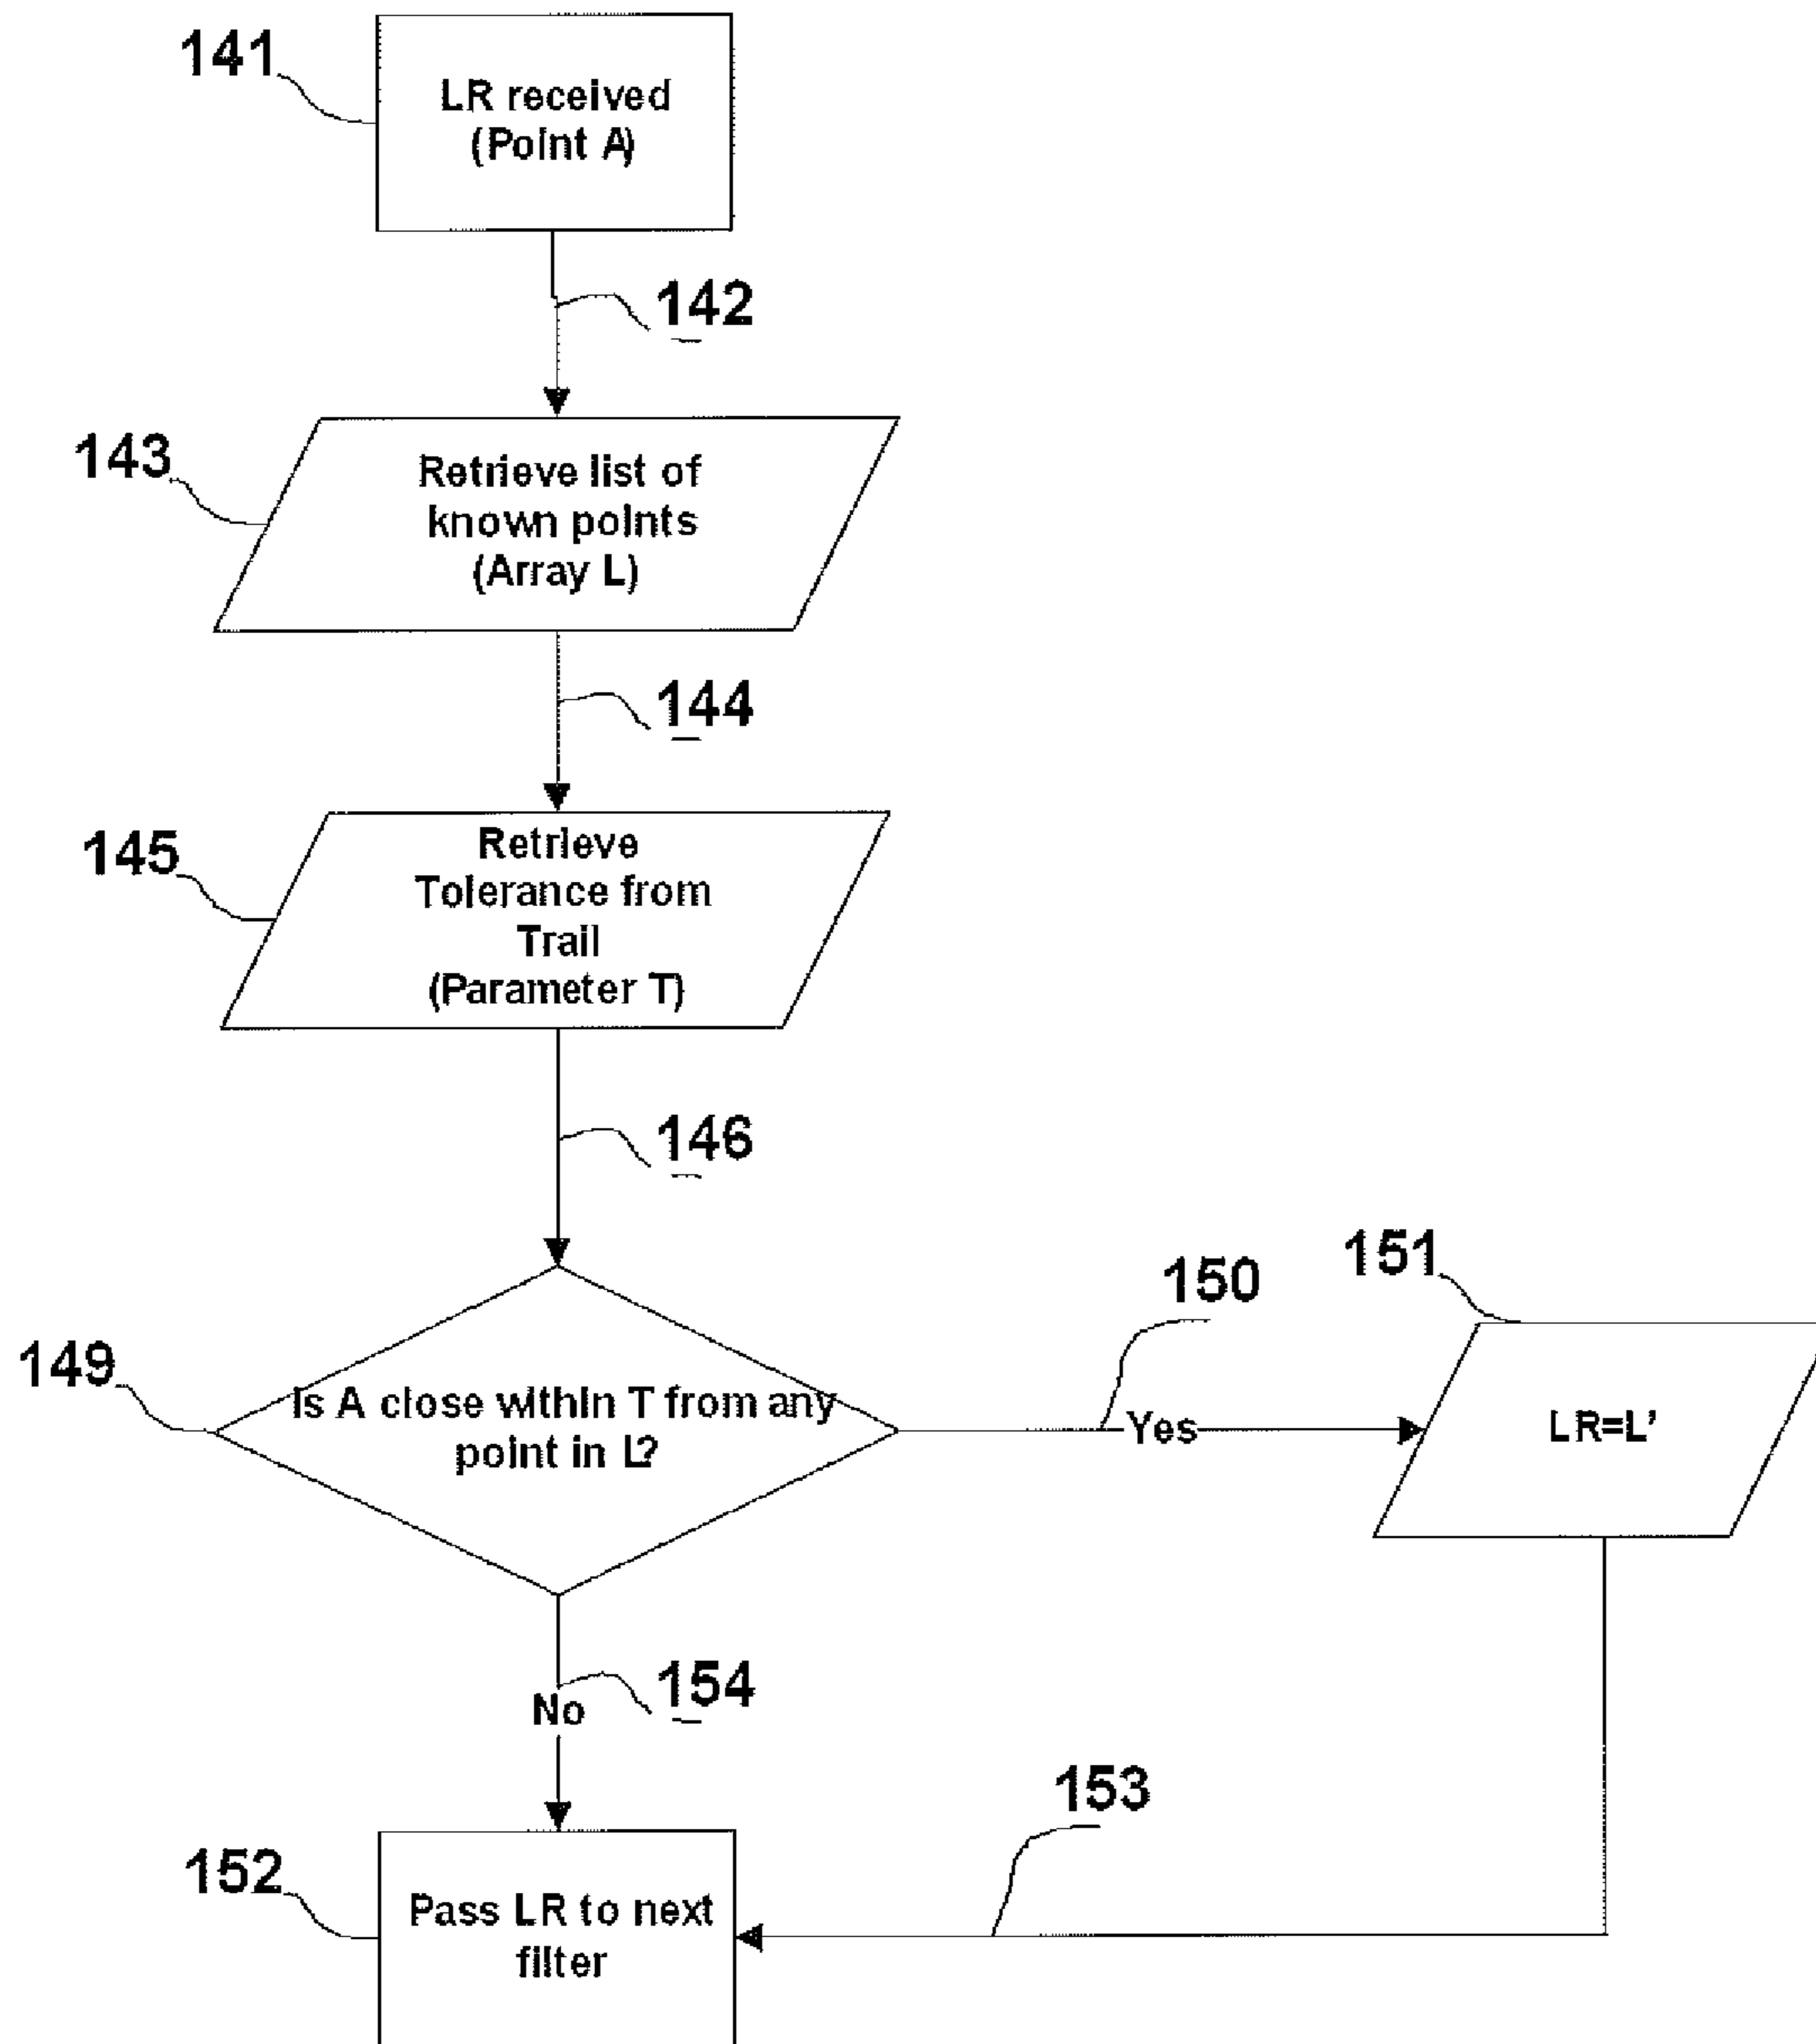 141
LR received
(Point A)
142
143
Retrieve list of
known points
(Array L)
144
145
Retrieve
Tolerance from
Trail
(Parameter T)
146
149
Is A close within T from any
point in L?
150
Yes
151
LR=L'
No
154
153
152
Pass LR to next
filter